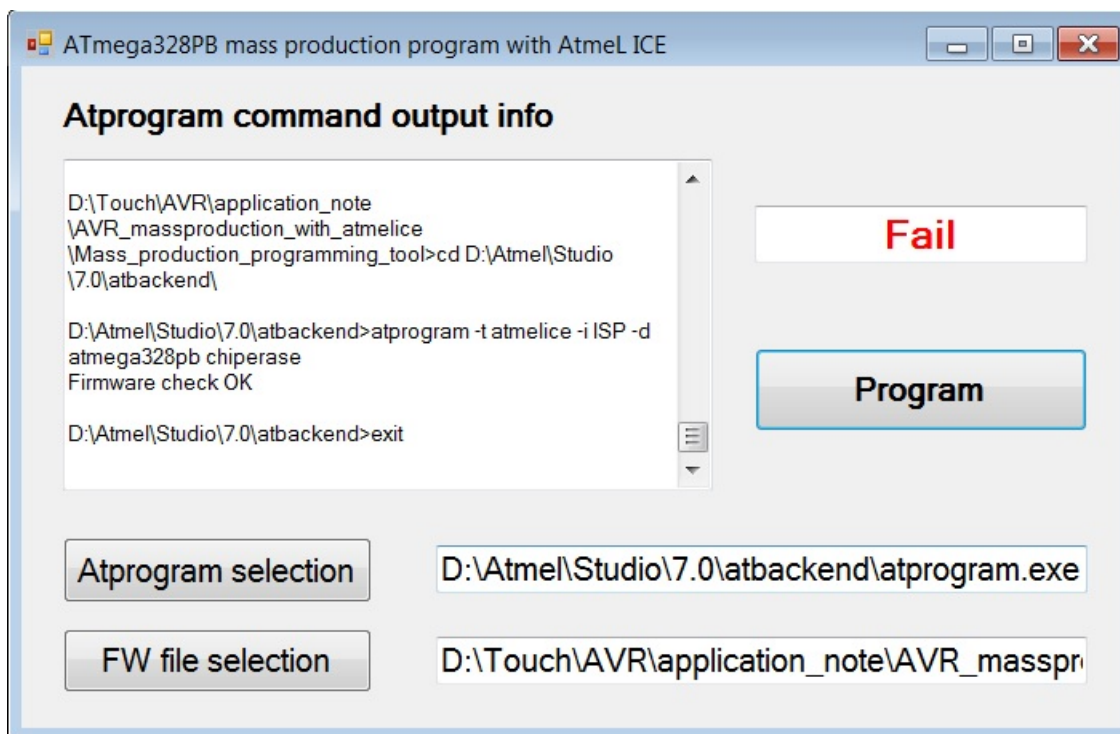 ATmega328PB mass production program with AtmeL ICE
Atprogram command output info
D:\Touch\AVR\application_note
\AVR_massproduction_with_atmelice
\Mass_production_programming_tool>cd D:\Atmel\Studio
\7.0\atbackend\
D:\Atmel\Studio\7.0\atbackend>atprogram -t atmelice -i ISP -d
atmega328pb chiperase
Firmware check OK
D:\Atmel\Studio\7.0\atbackend>exit
Fail
Program
Atprogram selection
D:\Atmel\Studio\7.0\atbackend\atprogram.exe
FW file selection
D:\Touch\AVR\application_note\AVR_masspr